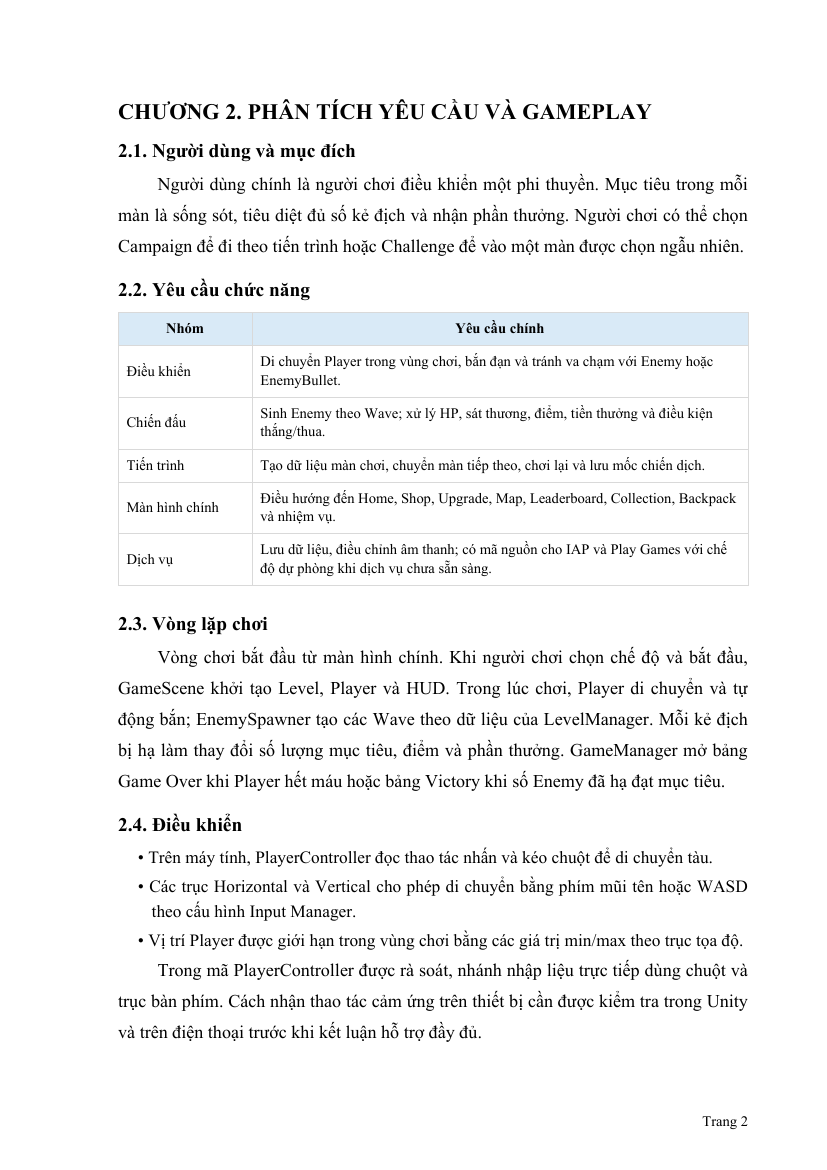 CHƯƠNG 2. PHÂN TÍCH YÊU CẦU VÀ GAMEPLAY
2.1. Người dùng và mục đích
Người dùng chính là người chơi điều khiển một phi thuyền. Mục tiêu trong mỗi
màn là sống sót, tiêu diệt đủ số kẻ địch và nhận phần thưởng. Người chơi có thể chọn
Campaign để đi theo tiến trình hoặc Challenge để vào một màn được chọn ngẫu nhiên.
2.2. Yêu cầu chức năng
Nhóm Yêu cầu chính
Điều khiển Di chuyển Player trong vùng chơi, bắn đạn và tránh va chạm với Enemy hoặc
EnemyBullet.
Chiến đấu Sinh Enemy theo Wave; xử lý HP, sát thương, điểm, tiền thưởng và điều kiện
thắng/thua.
Tiến trình Tạo dữ liệu màn chơi, chuyển màn tiếp theo, chơi lại và lưu mốc chiến dịch.
Màn hình chính Điều hướng đến Home, Shop, Upgrade, Map, Leaderboard, Collection, Backpack
và nhiệm vụ.
Dịch vụ Lưu dữ liệu, điều chỉnh âm thanh; có mã nguồn cho IAP và Play Games với chế
độ dự phòng khi dịch vụ chưa sẵn sàng.
2.3. Vòng lặp chơi
Vòng chơi bắt đầu từ màn hình chính. Khi người chơi chọn chế độ và bắt đầu,
GameScene khởi tạo Level, Player và HUD. Trong lúc chơi, Player di chuyển và tự
động bắn; EnemySpawner tạo các Wave theo dữ liệu của LevelManager. Mỗi kẻ địch
bị hạ làm thay đổi số lượng mục tiêu, điểm và phần thưởng. GameManager mở bảng
Game Over khi Player hết máu hoặc bảng Victory khi số Enemy đã hạ đạt mục tiêu.
2.4. Điều khiển
• Trên máy tính, PlayerController đọc thao tác nhấn và kéo chuột để di chuyển tàu.
• Các trục Horizontal và Vertical cho phép di chuyển bằng phím mũi tên hoặc WASD
theo cấu hình Input Manager.
• Vị trí Player được giới hạn trong vùng chơi bằng các giá trị min/max theo trục tọa độ.
Trong mã PlayerController được rà soát, nhánh nhập liệu trực tiếp dùng chuột và
trục bàn phím. Cách nhận thao tác cảm ứng trên thiết bị cần được kiểm tra trong Unity
và trên điện thoại trước khi kết luận hỗ trợ đầy đủ.
Trang 2